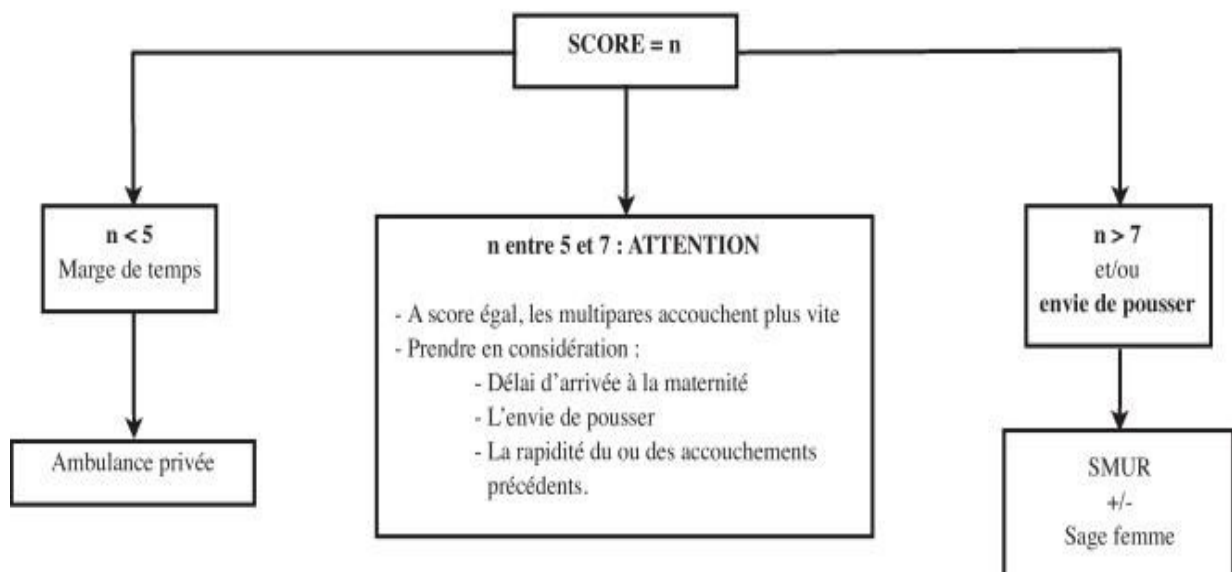 SCORE = n
n < 5
Marge de temps
Ambulance privée
n entre 5 et 7 : ATTENTION
- A score égal, les multipares accouchent plus vite
- Prendre en considération :
- Délai d'arrivée à la maternité
- L'envie de pousser
- La rapidité du ou des accouchements
précédents.
n > 7
et/ou
envie de pousser
SMUR
+/-
Sage femme